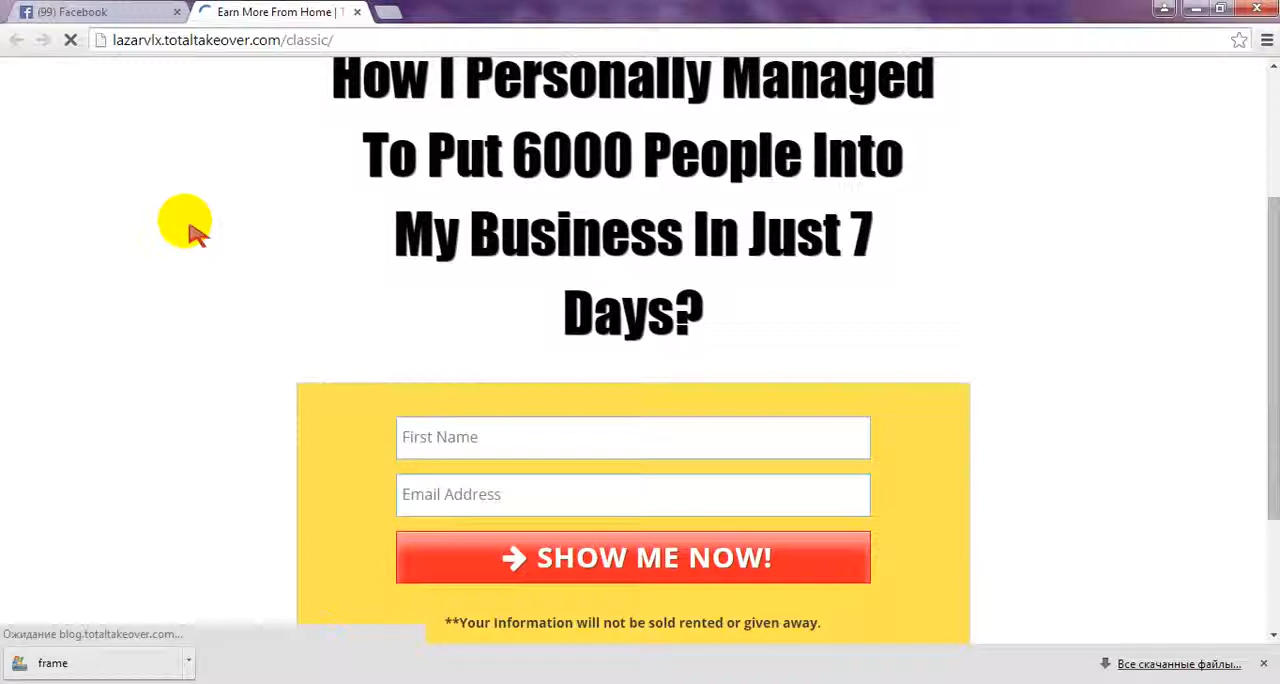 (99) Facebook
Earn More From Home | T
lazarvlx.totaltakeover.com/classic/
How I Personally Managed
To Put 6000 People Into
My Business In Just 7
Days?
First Name
Email Address
SHOW ME NOW!
**Your Information will not be sold rented or given away.
Ожидание blog.totaltakeover.com...
frame
Все скачанные файлы...